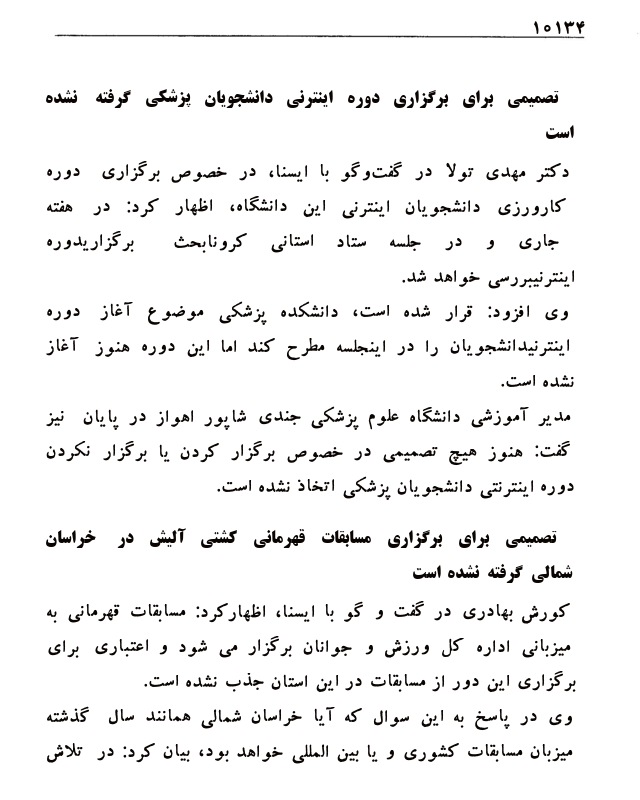 ۱۰۱۳۴
تصمیمی برای برگزاری دوره اینترنی دانشجویان پزشکی گرفته نشده
است
دکتر مهدی تولا در گفت‌وگو با ایسنا، در خصوص برگزاری دوره
کارورزی دانشجویان اینترنی این دانشگاه، اظهار کرد: در هفته
جاری و در جلسه ستاد استانی کرونابحث برگزاریدوره
اینترنیبررسی خواهد شد.
وی افزود: قرار شده است، دانشکده پزشکی موضوع آغاز دوره
اینترنیدانشجویان را در اینجلسه مطرح کند اما این دوره هنوز آغاز
نشده است.
مدیر آموزشی دانشگاه علوم پزشکی جندی شاپور اهواز در پایان نیز
گفت: هنوز هیچ تصمیمی در خصوص برگزار کردن یا برگزار نکردن
دوره اینترنتی دانشجویان پزشکی اتخاذ نشده است.
تصمیمی برای برگزاری مسابقات قهرمانی کشتی آلیش در خراسان
شمالی گرفته نشده است
کورش بهادری در گفت و گو با ایسنا، اظهارکرد: مسابقات قهرمانی به
میزبانی اداره کل ورزش و جوانان برگزار می شود و اعتباری برای
برگزاری این دور از مسابقات در این استان جذب نشده است.
وی در پاسخ به این سوال که آیا خراسان شمالی همانند سال گذشته
میزبان مسابقات کشوری و یا بین المللی خواهد بود، بیان کرد: در تلاش